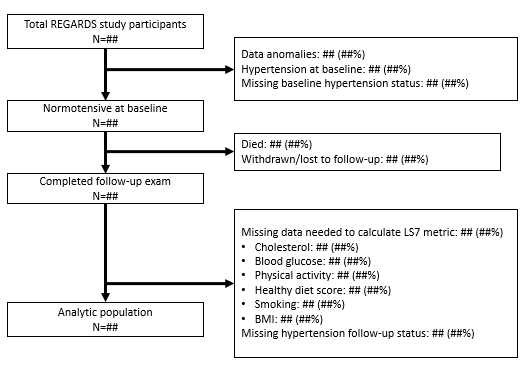 Total REGARDS study participants
N=##
Data anomalies: ## (##%)
Hypertension at baseline: ## (##%)
Missing baseline hypertension status: ## (##%)
Normotensive at baseline
N=##
Died: ## (##%)
Withdrawn/lost to follow-up: ## (##%)
Completed follow-up exam
N=##
Missing data needed to calculate LS7 metric: ## (##%)
• Cholesterol: ## (##%)
• Blood glucose: ## (##%)
• Physical activity: ## (##%)
• Healthy diet score: ## (##%)
• Smoking: ## (##%)
• BMI: ## (##%)
Missing hypertension follow-up status: ## (##%)
Analytic population
N=##